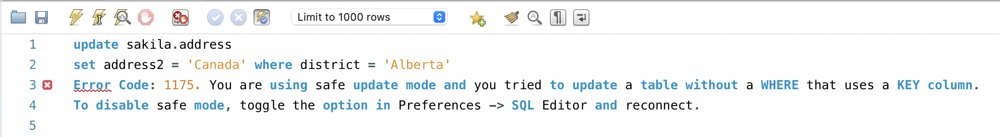 Limit to 1000 rows
1 update sakila.address
2 set address2 = 'Canada' where district = 'Alberta'
3 Error Code: 1175. You are using safe update mode and you tried to update a table without a WHERE that uses a KEY column.
4 To disable safe mode, toggle the option in Preferences -> SQL Editor and reconnect.
5